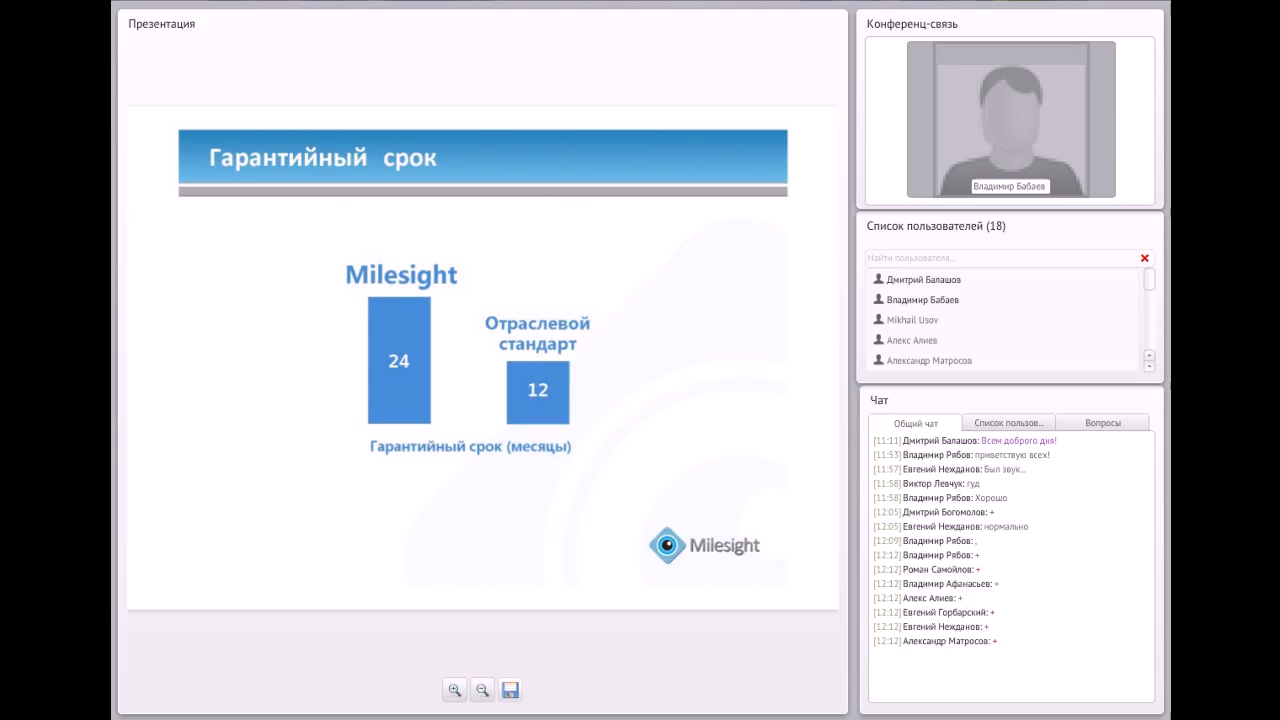 Презентация
Гарантийный срок
Milesight
24
Отраслевой
стандарт
12
Гарантийный срок (месяцы)
Milesight
Конференц-связь
Владимир Бабаев
Список пользователей (18)
Найти пользователя...
Дмитрий Балашов
Владимир Бабаев
Mikhail Usov
Алекс Алиев
Александр Матросов
Чат
Общий чат
Список пользов...
Вопросы
[11:11] Дмитрий Балашов: Всем доброго дня!
[11:53] Владимир Рябов: приветствую всех!
[11:57] Евгений Нежданов: Был звук...
[11:58] Виктор Левчук: гуд
[11:58] Владимир Рябов: Хорошо
[12:05] Дмитрий Богомолов: +
[12:05] Евгений Нежданов: нормально
[12:09] Владимир Рябов: ,
[12:12] Владимир Рябов: +
[12:12] Роман Самойлов: +
[12:12] Владимир Афанасьев: +
[12:12] Алекс Алиев: +
[12:12] Евгений Горбарский: +
[12:12] Евгений Нежданов: +
[12:12] Александр Матросов: +